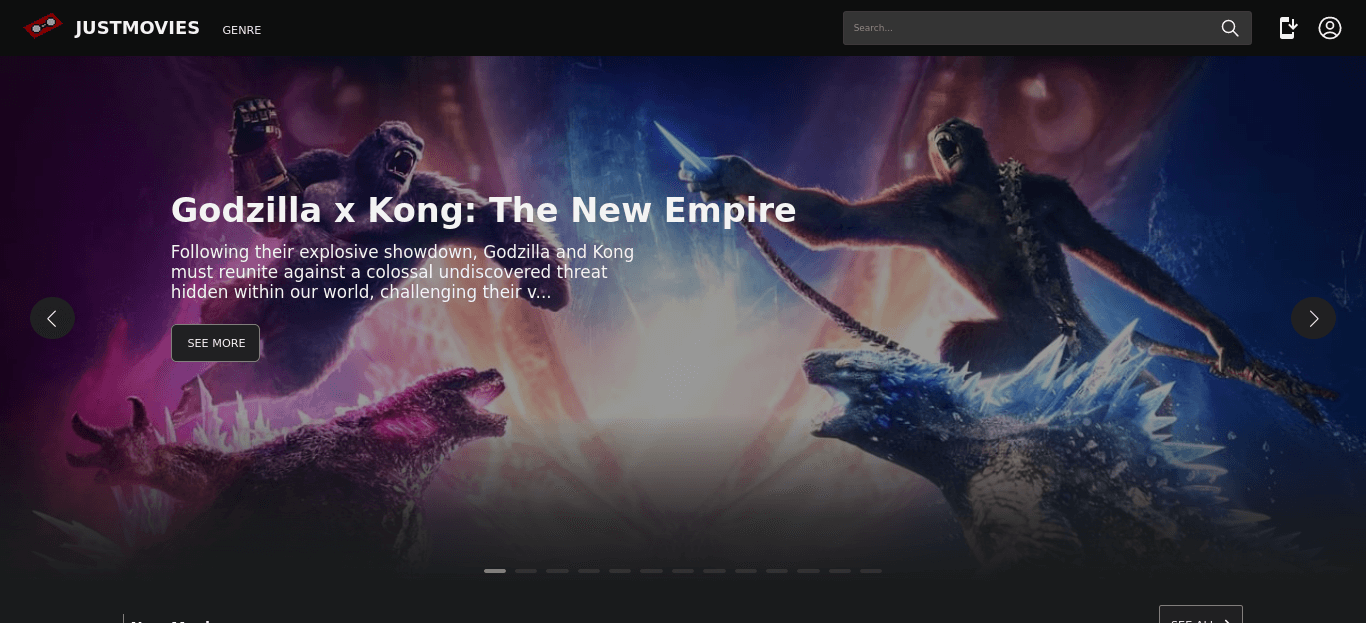 JUSTMOVIES
GENRE
Search...
Godzilla x Kong: The New Empire
Following their explosive showdown, Godzilla and Kong
must reunite against a colossal undiscovered threat
hidden within our world, challenging their v...
SEE MORE
SEE ALL